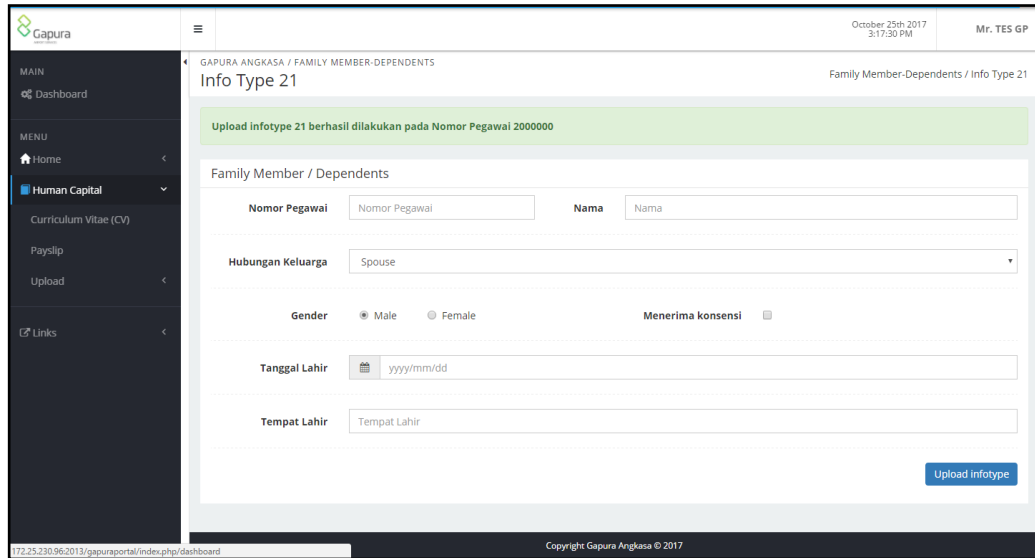 Gapura
October 25th 2017
3:17:30 PM
Mr. TES GP
MAIN
Dashboard
MENU
Home
Human Capital
Curriculum Vitae (CV)
Payslip
Upload
Links
GAPURA ANGKASA / FAMILY MEMBER-DEPENDENTS
Info Type 21
Family Member-Dependents / Info Type 21
Upload infotype 21 berhasil dilakukan pada Nomor Pegawai 2000000
Family Member / Dependents
Nomor Pegawai Nomor Pegawai Nama Nama
Hubungan Keluarga Spouse
Gender Male Female Menerima konsensi
Tanggal Lahir yyyy/mm/dd
Tempat Lahir Tempat Lahir
Upload infotype
Copyright Gapura Angkasa © 2017
172.25.230.96:2013/gapuraportal/index.php/dashboard